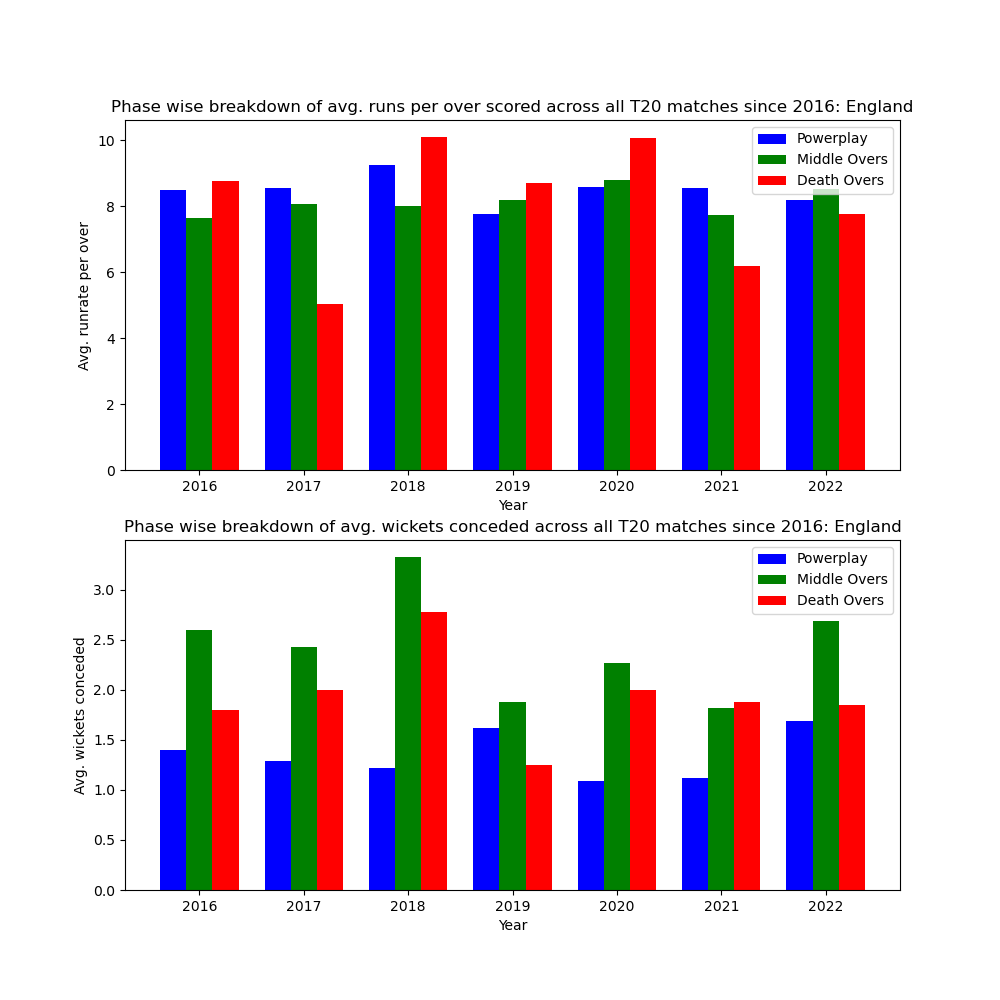 Phase wise breakdown of avg. runs per over scored across all T20 matches since 2016: England
Powerplay
Middle Overs
Death Overs
10
8
6
4
2
0
Avg. runrate per over
2016 2017 2018 2019 2020 2021 2022
Year
Phase wise breakdown of avg. wickets conceded across all T20 matches since 2016: England
Powerplay
Middle Overs
Death Overs
3.0
2.5
2.0
1.5
1.0
0.5
0.0
Avg. wickets conceded
2016 2017 2018 2019 2020 2021 2022
Year